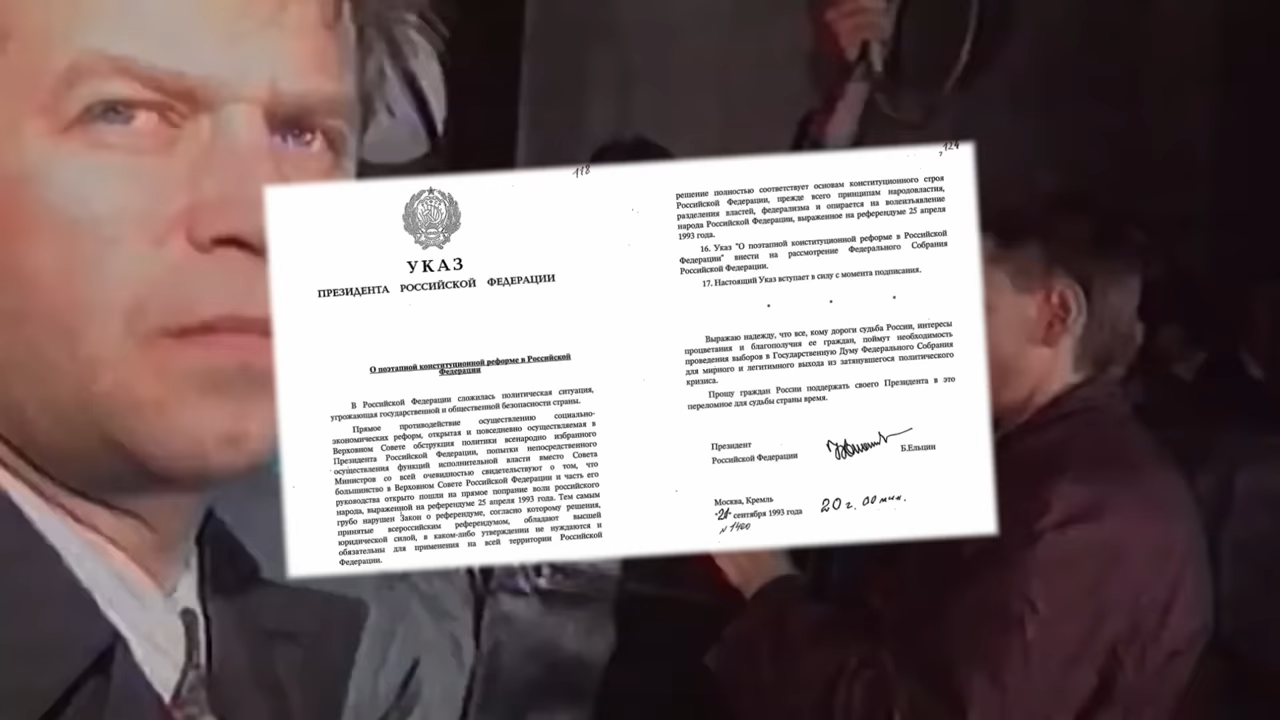 118
УКАЗ
ПРЕЗИДЕНТА РОССИЙСКОЙ ФЕДЕРАЦИИ
О поэтапной конституционной реформе в Российской
Федерации
В Российской Федерации сложилась политическая ситуация,
угрожающая государственной и общественной безопасности страны.
Прямое противодействие осуществлению социально-
экономических реформ, открытая и повседневно осуществляемая в
Верховном Совете обструкция политики всенародно избранного
Президента Российской Федерации, попытки непосредственного
осуществления функций исполнительной власти вместо Совета
Министров со всей очевидностью свидетельствуют о том, что
большинство в Верховном Совете Российской Федерации и часть его
руководства открыто пошли на прямое попрание воли российского
народа, выраженной на референдуме 25 апреля 1993 года. Тем самым
грубо нарушен Закон о референдуме, согласно которому решения,
принятые всероссийским референдумом, обладают высшей
юридической силой, в каком-либо утверждении не нуждаются и
обязательны для применения на всей территории Российской
Федерации.
124
решение полностью соответствует основам конституционного строя
Российской Федерации, прежде всего принципам народовластия,
разделения властей, федерализма и опирается на волеизъявление
народа Российской Федерации, выраженное на референдуме 25 апреля
1993 года.
16. Указ "О поэтапной конституционной реформе в Российской
Федерации" внести на рассмотрение Федерального Собрания
Российской Федерации.
17. Настоящий Указ вступает в силу с момента подписания.
* * *
Выражаю надежду, что все, кому дороги судьба России, интересы
процветания и благополучия ее граждан, поймут необходимость
проведения выборов в Государственную Думу Федерального Собрания
для мирного и легитимного выхода из затянувшегося политического
кризиса.
Прошу граждан России поддержать своего Президента в это
переломное для судьбы страны время.
Президент
Российской Федерации Б.Ельцин
Москва, Кремль
"21" сентября 1993 года 20 г. 00 мин.
N 1400